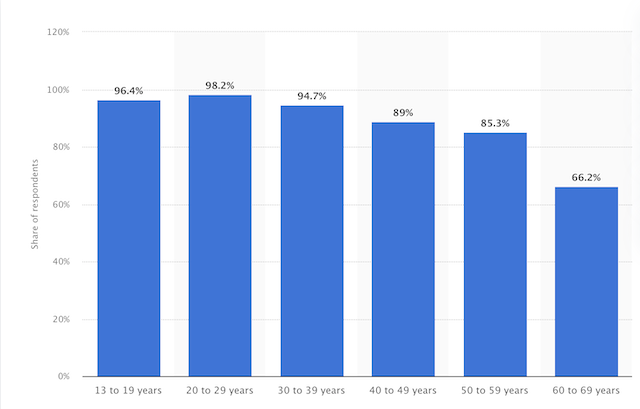 120%
100%
80%
60%
40%
20%
0%
Share of respondents
96.4%
98.2%
94.7%
89%
85.3%
66.2%
13 to 19 years
20 to 29 years
30 to 39 years
40 to 49 years
50 to 59 years
60 to 69 years